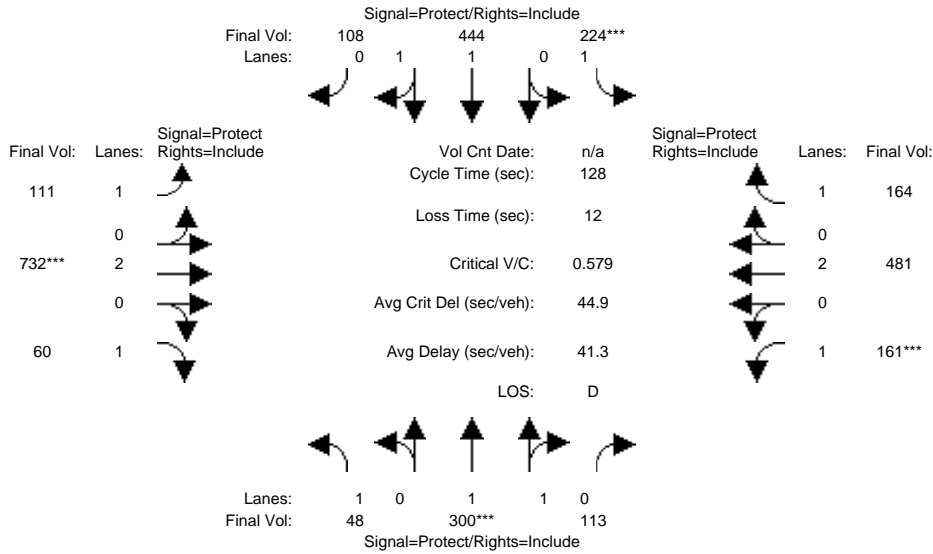 Signal=Protect/Rights=Include
Final Vol: 108 444 224***
Lanes: 0 1 1 0 1
Signal=Protect
Final Vol: Lanes: Rights=Include
Vol Cnt Date: n/a
Signal=Protect
Rights=Include Lanes: Final Vol:
Cycle Time (sec): 128
111 1
1 164
Loss Time (sec): 12
0
0
732*** 2
Critical V/C: 0.579
2 481
0
Avg Crit Del (sec/veh): 44.9
0
60 1
Avg Delay (sec/veh): 41.3
1 161***
LOS: D
Lanes: 1 0 1 1 0
Final Vol: 48 300*** 113
Signal=Protect/Rights=Include